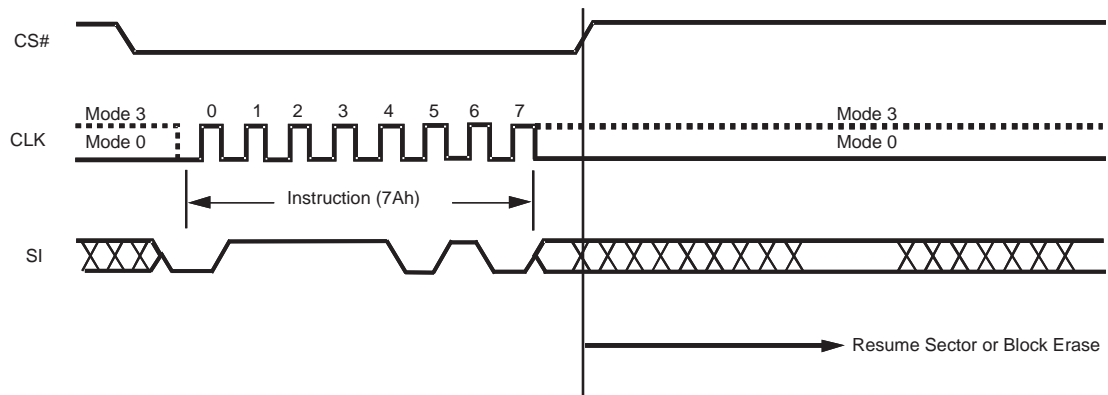 CS#
Mode 3
0 1 2 3 4 5 6 7
Mode 3
CLK
Mode 0
Mode 0
Instruction (7Ah)
SI
Resume Sector or Block Erase